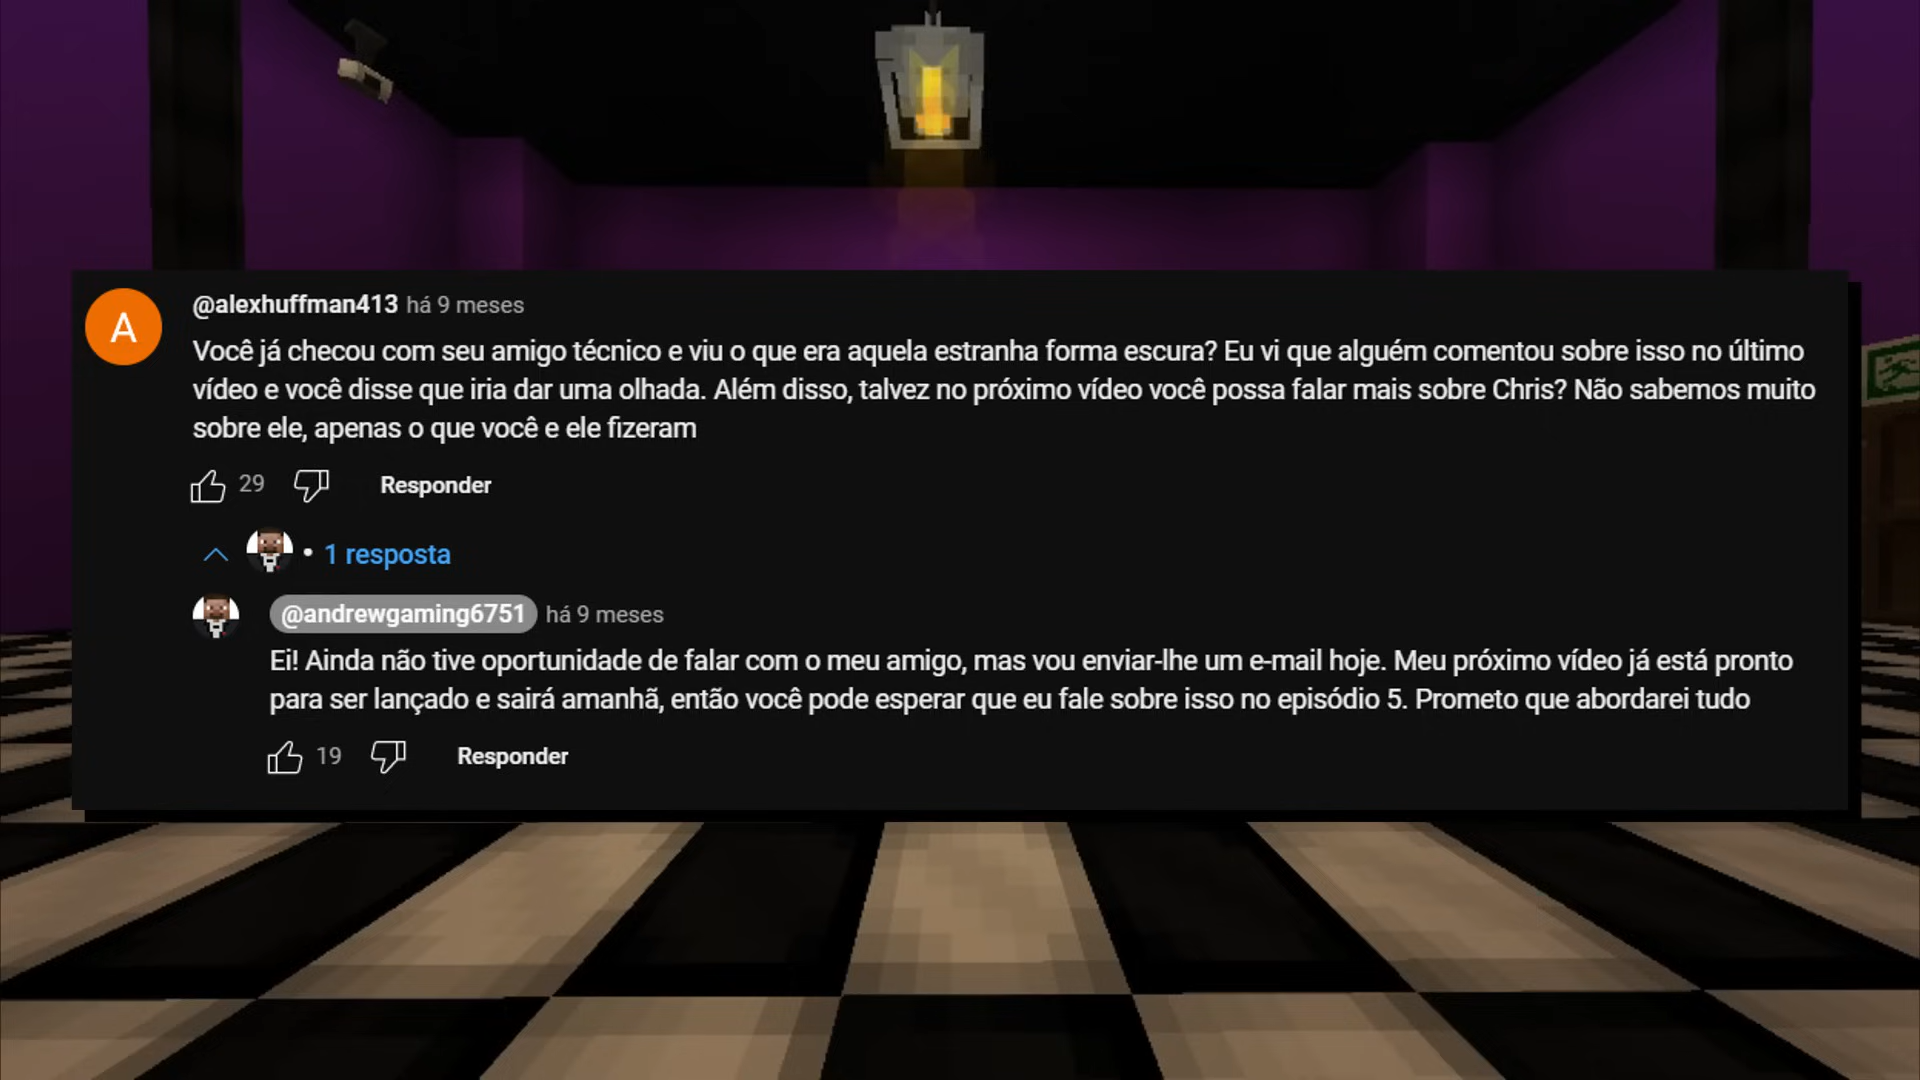 A
@alexhuffman413 há 9 meses
Você já checou com seu amigo técnico e viu o que era aquela estranha forma escura? Eu vi que alguém comentou sobre isso no último
vídeo e você disse que iria dar uma olhada. Além disso, talvez no próximo vídeo você possa falar mais sobre Chris? Não sabemos muito
sobre ele, apenas o que você e ele fizeram
29 Responder
• 1 resposta
@andrewgaming6751 há 9 meses
Ei! Ainda não tive oportunidade de falar com o meu amigo, mas vou enviar-lhe um e-mail hoje. Meu próximo vídeo já está pronto
para ser lançado e sairá amanhã, então você pode esperar que eu fale sobre isso no episódio 5. Prometo que abordarei tudo
19 Responder